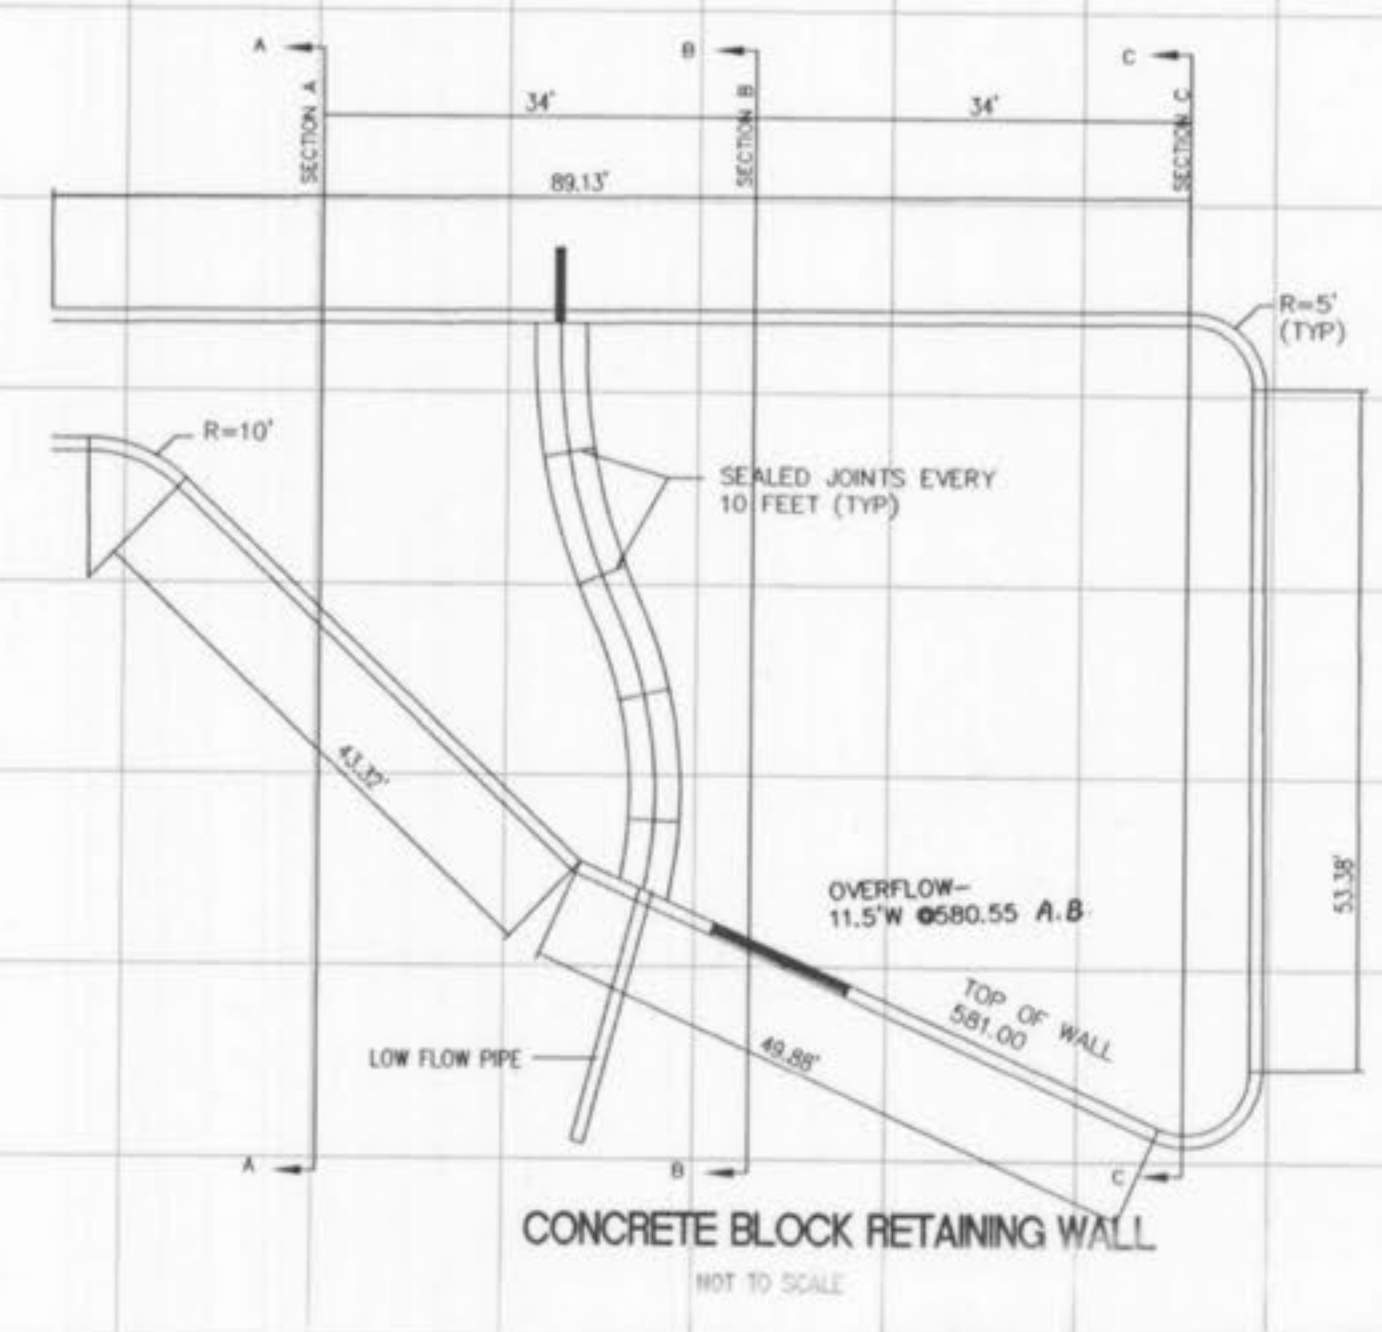 A
B
C
SECTION A
SECTION B
SECTION C
34'
34'
89.13'
R=5'
(TYP)
R=10'
SEALED JOINTS EVERY
10 FEET (TYP)
43.32'
OVERFLOW-
11.5'W @580.55 A.B.
53.38'
TOP OF WALL
581.00
LOW FLOW PIPE
49.88'
A
B
C
CONCRETE BLOCK RETAINING WALL
NOT TO SCALE